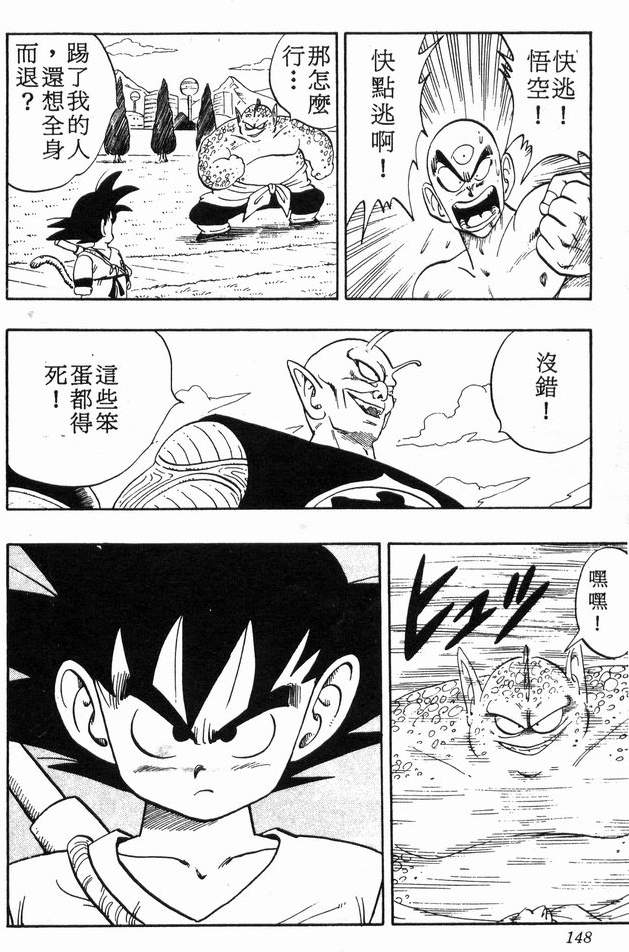 快逃！
悟空！
快點逃啊！
那怎麼
行…
踢了我的人
，還想全身
而退？
沒錯！
這些笨
蛋都得
死！
嘿嘿！
ヒュッ
148